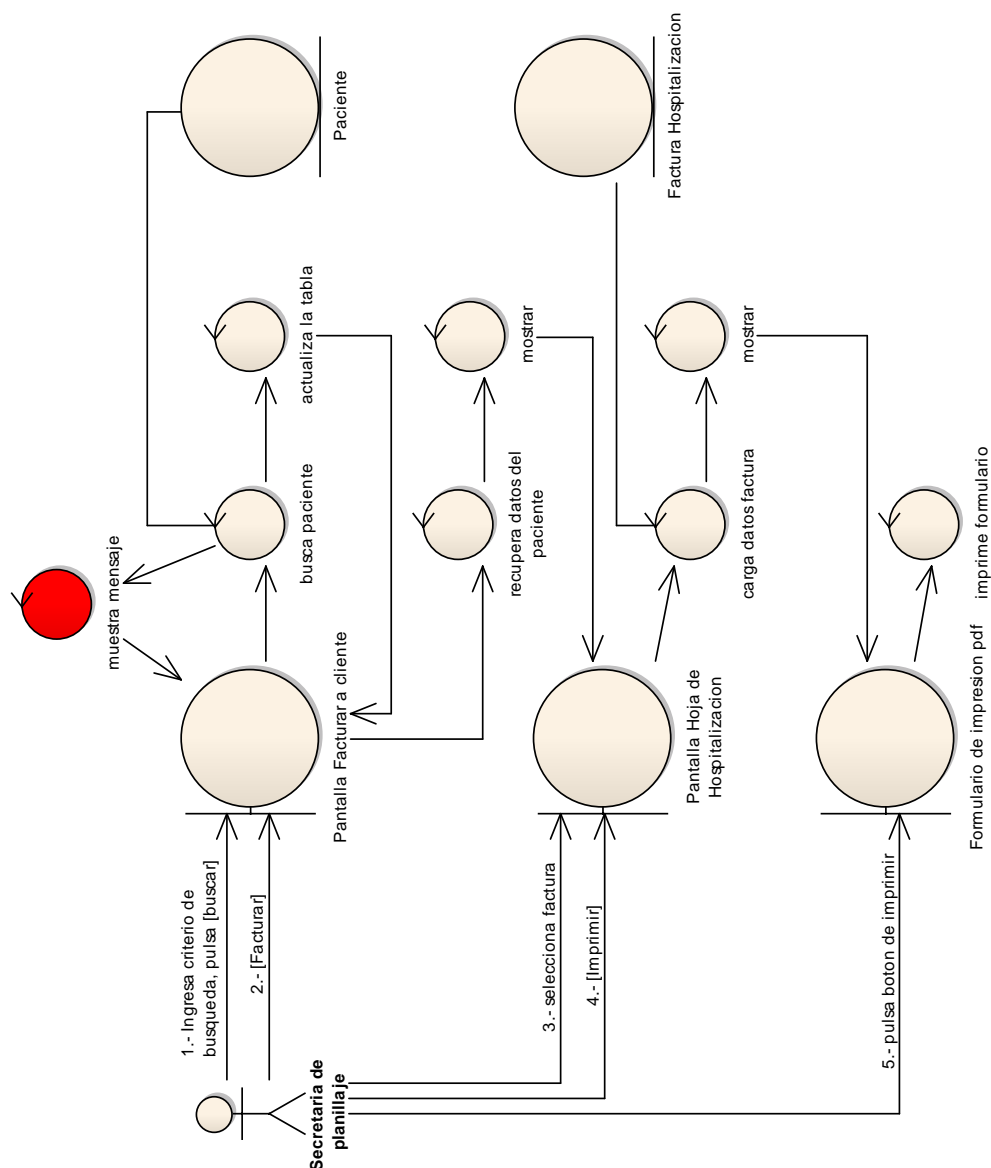 Secretaria de
planillaje
1.- Ingresa criterio de
busqueda, pulsa [buscar]
2.- [Facturar]
3.- selecciona factura
4.- [Imprimir]
5.- pulsa boton de imprimir
muestra mensaje
Pantalla Facturar a cliente
busca paciente
actualiza la tabla
Paciente
recupera datos del
paciente
mostrar
Pantalla Hoja de
Hospitalizacion
carga datos factura
mostrar
Factura Hospitalizacion
Formulario de impresion pdf
imprime formulario